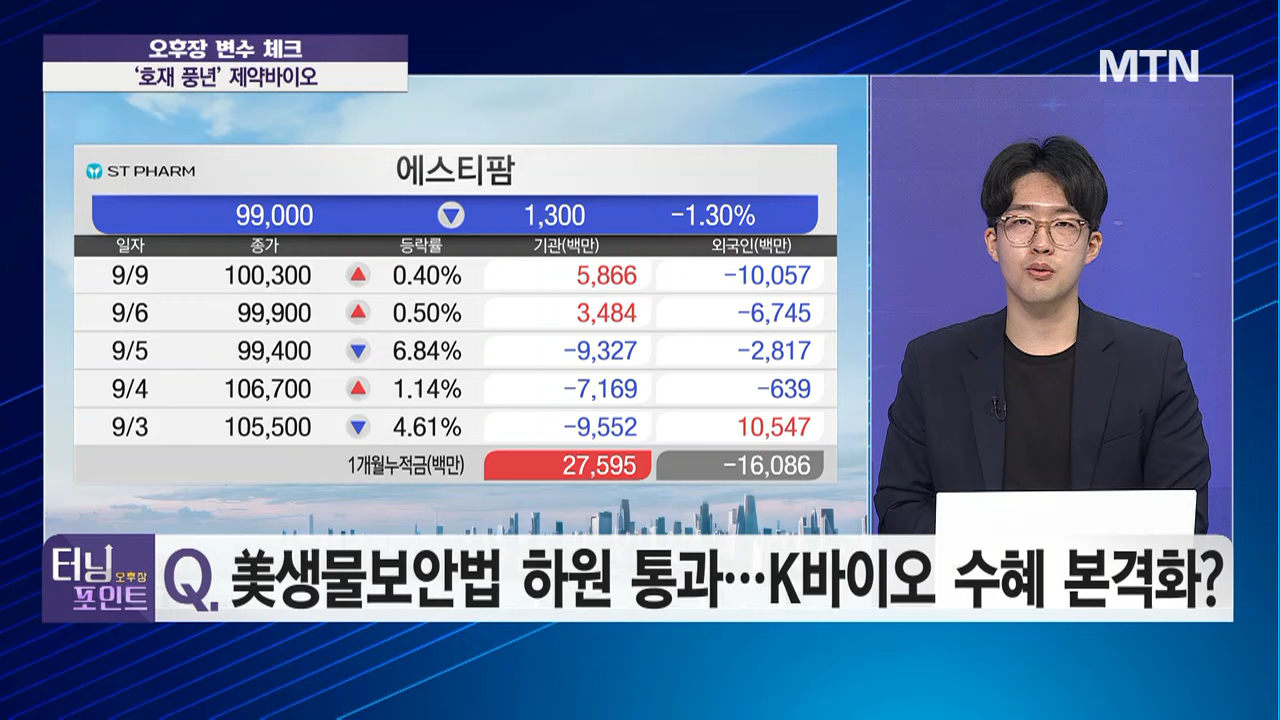 오후장 변수 체크
'호재 풍년' 제약바이오
MTN
ST PHARM 에스티팜
99,000 ▼ 1,300 -1.30%
일자 종가 등락률 기관(백만) 외국인(백만)
9/9 100,300 ▲ 0.40% 5,866 -10,057
9/6 99,900 ▲ 0.50% 3,484 -6,745
9/5 99,400 ▼ 6.84% -9,327 -2,817
9/4 106,700 ▲ 1.14% -7,169 -639
9/3 105,500 ▼ 4.61% -9,552 10,547
1개월누적금(백만) 27,595 -16,086
터닝 오후장
포인트
Q. 美생물보안법 하원 통과…K바이오 수혜 본격화?